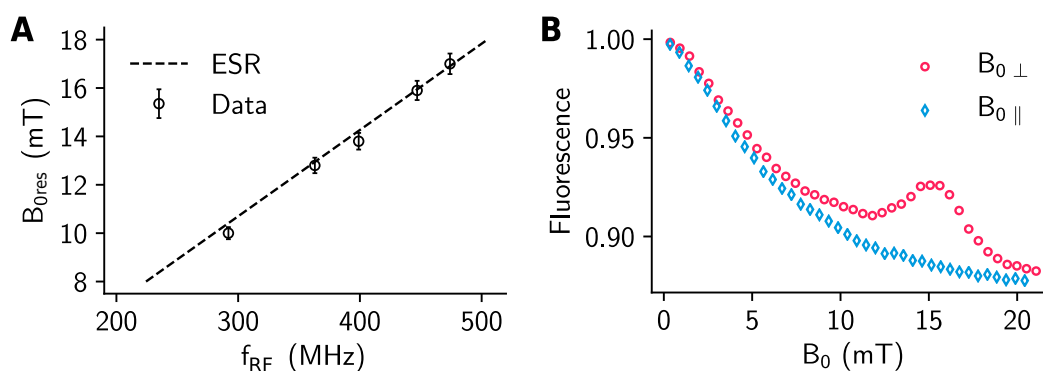 A
B₀res (mT)
18
16
14
12
10
8
200
300
400
500
f_RF (MHz)
ESR
Data
B
Fluorescence
1.00
0.95
0.90
0
5
10
15
20
B₀ (mT)
B₀ ⊥
B₀ ∥